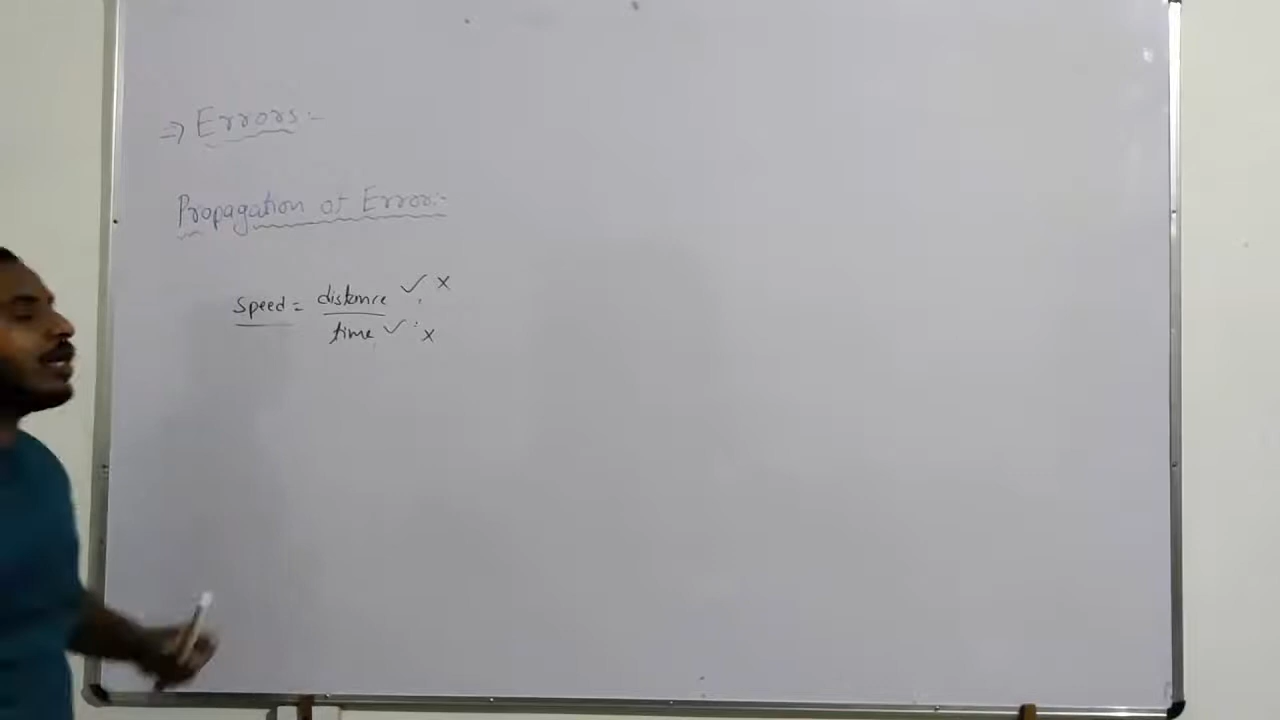 ⇒ Errors:-
Propagation of Error:-
Speed = distance ✓ x
time ✓ x